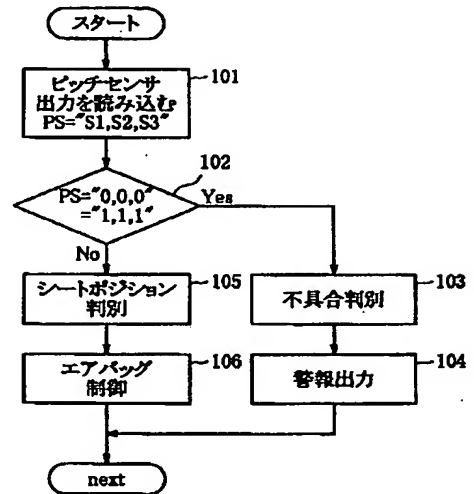 スタート
ピッチセンサ
出力を読み込む
PS="S1,S2,S3"
101
102
PS="0,0,0"
="1,1,1"
Yes
No
シートポジション
判別
105
不具合判別
103
エアバッグ
制御
106
警報出力
104
next